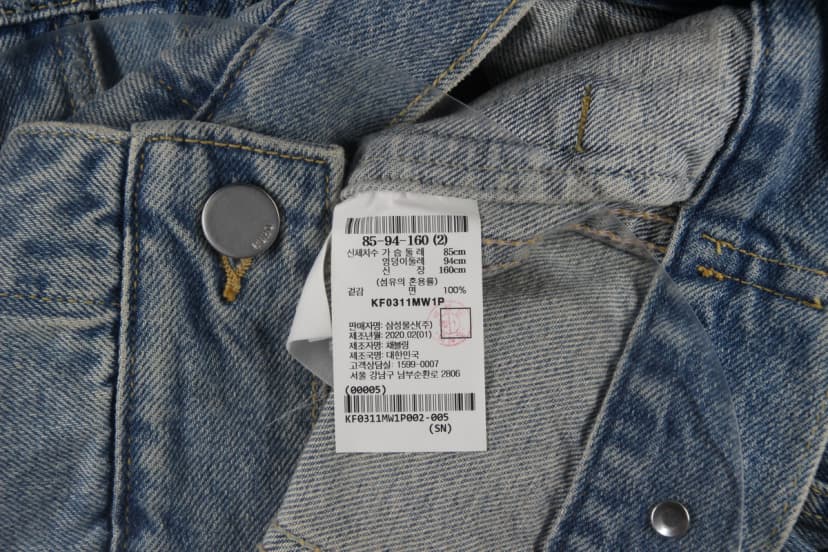 85-94-160 (2)
신체치수 가 슴 둘 레 85cm
엉덩이둘레 94cm
신 장 160cm
(섬유의 혼용률)
겉감 면 100%
KF0311MW1P
판매자명: 삼성물산(주)
제조년월: 2020.02(01)
제조자명: 채블링
제조국명: 대한민국
고객상담실: 1599-0007
서울 강남구 남부순환로 2806
(00005)
KF0311MW1P002-005
(SN)